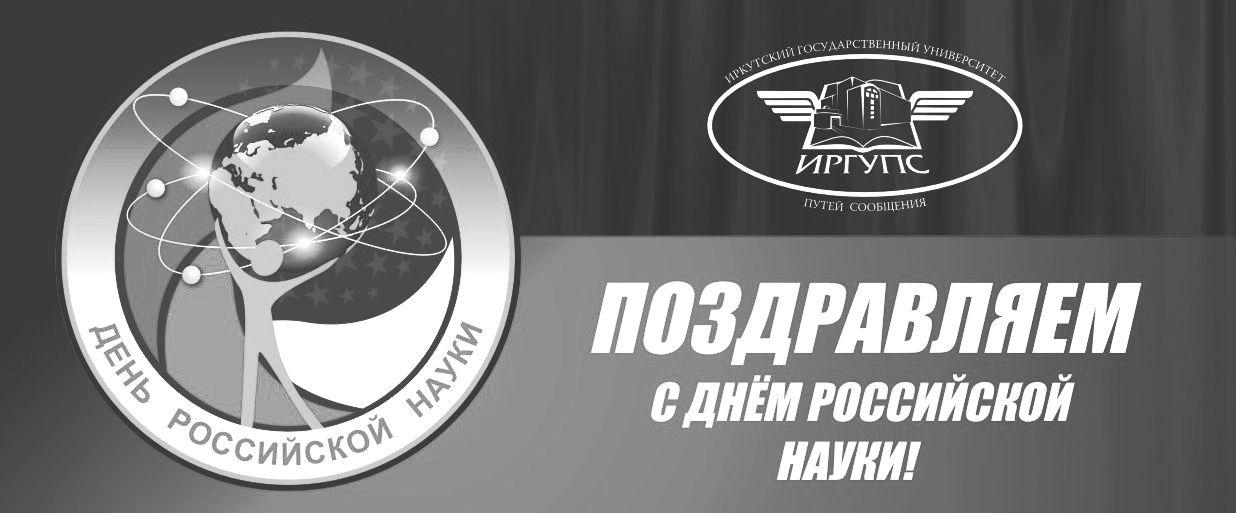 ДЕНЬ РОССИЙСКОЙ НАУКИ
ИРКУТСКИЙ ГОСУДАРСТВЕННЫЙ УНИВЕРСИТЕТ
ИРГУПС
ПУТЕЙ СООБЩЕНИЯ
ПОЗДРАВЛЯЕМ
С ДНЁМ РОССИЙСКОЙ
НАУКИ!